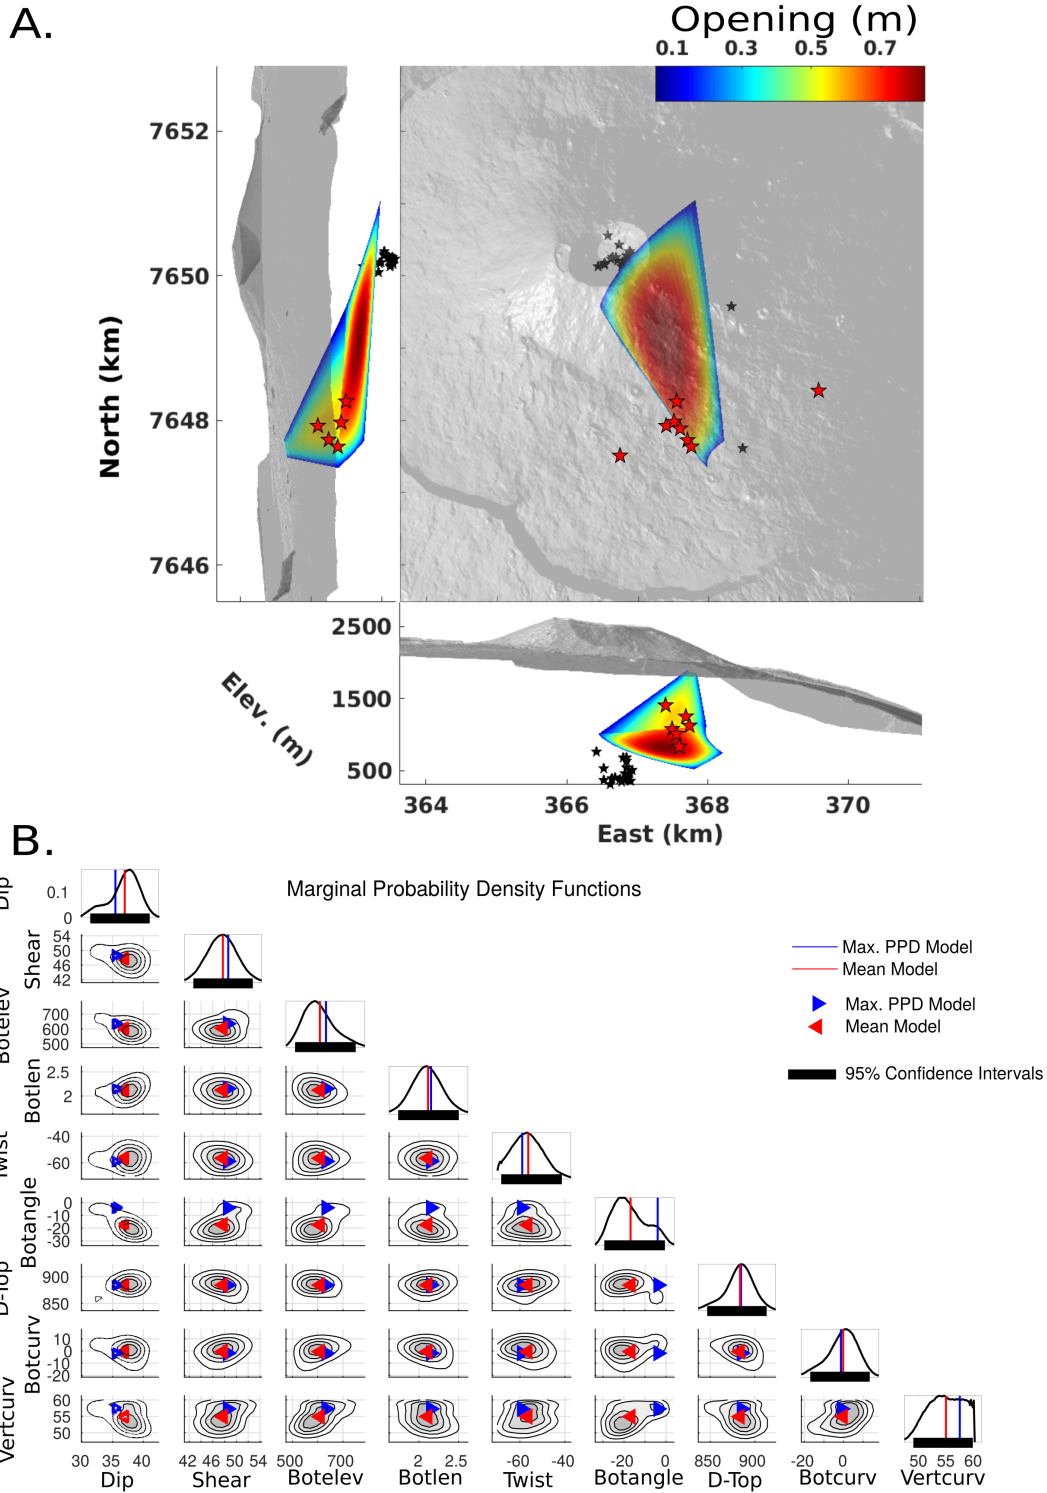 A.
Opening (m)
0.1 0.3 0.5 0.7
7652
7650
7648
7646
North (km)
2500
1500
500
Elev. (m)
364 366 368 370
East (km)
B.
Marginal Probability Density Functions
Max. PPD Model
Mean Model
Max. PPD Model
Mean Model
95% Confidence Intervals
Dip
0.1
0
Shear
54
50
46
42
Botelev
700
600
500
Botlen
2.5
2
Twist
-40
-60
Botangle
0
-10
-20
-30
D-Top
900
850
Botcurv
10
0
-10
-20
Vertcurv
60
55
50
30 35 40 42 46 50 54 500 700 2 2.5 -60 -40 -20 0 850 900 -20 0 50 55 60
Dip Shear Botelev Botlen Twist Botangle D-Top Botcurv Vertcurv